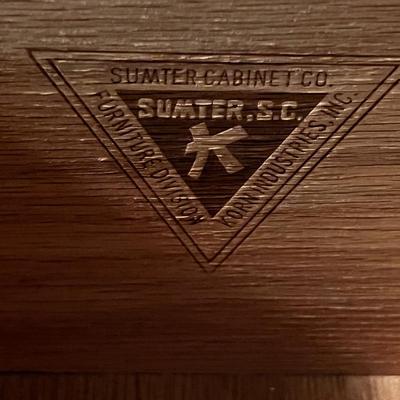 SUMTER CABINET CO.
SUMTER, S.C.
FURNITURE DIVISION
KORN INDUSTRIES, INC.